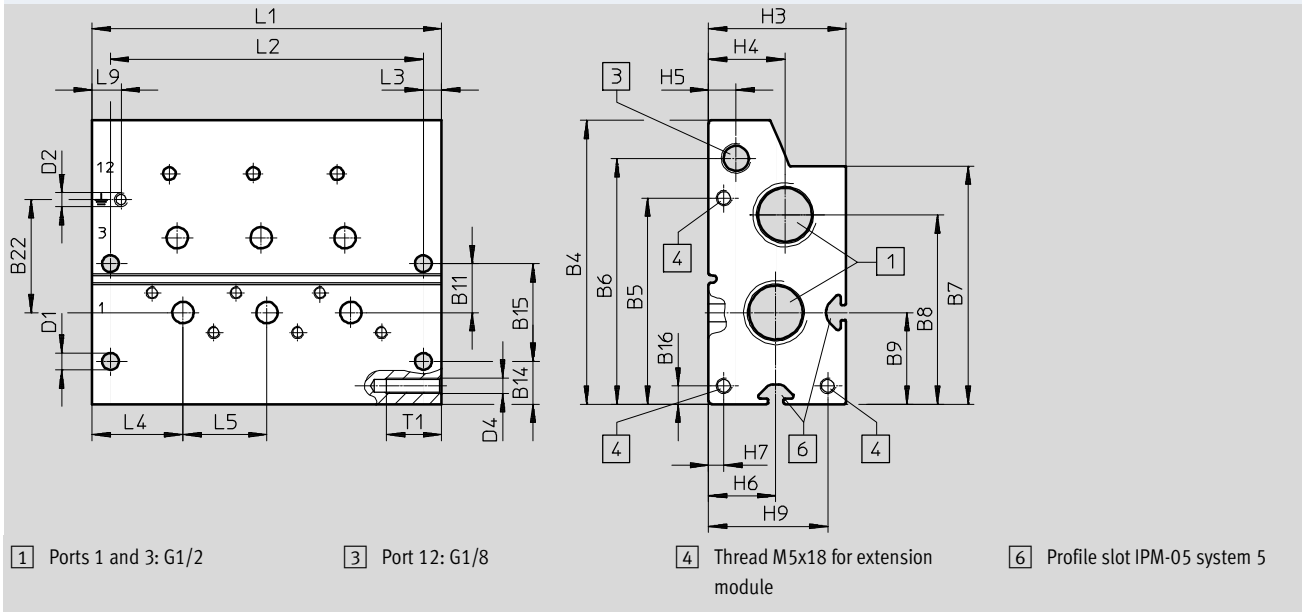 L1
H3
L2
H4
L9
L3
H5
3
D2
12
3
4
B22
B4
B6
B5
1
B11
B15
B8
B7
1
D1
B16
B9
B14
L4
L5
T1
D4
4
H7
6
4
H6
H9
1 Ports 1 and 3: G1/2
3 Port 12: G1/8
4 Thread M5x18 for extension
module
6 Profile slot IPM-05 system 5